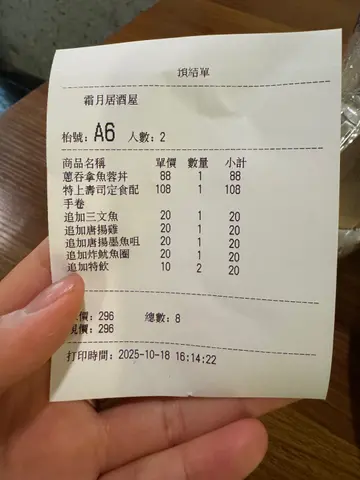 預結單
霜月居酒屋
枱號: A6 人數: 2
商品名稱 單價 數量 小計
蔥吞拿魚蓉丼 88 1 88
特上壽司定食配 108 1 108
手卷
追加三文魚 20 1 20
追加唐揚雞 20 1 20
追加唐揚墨魚咀 20 1 20
追加炸魷魚圈 20 1 20
追加特飲 10 2 20
價: 296 總數: 8
現價: 296
打印時間: 2025-10-18 16:14:22